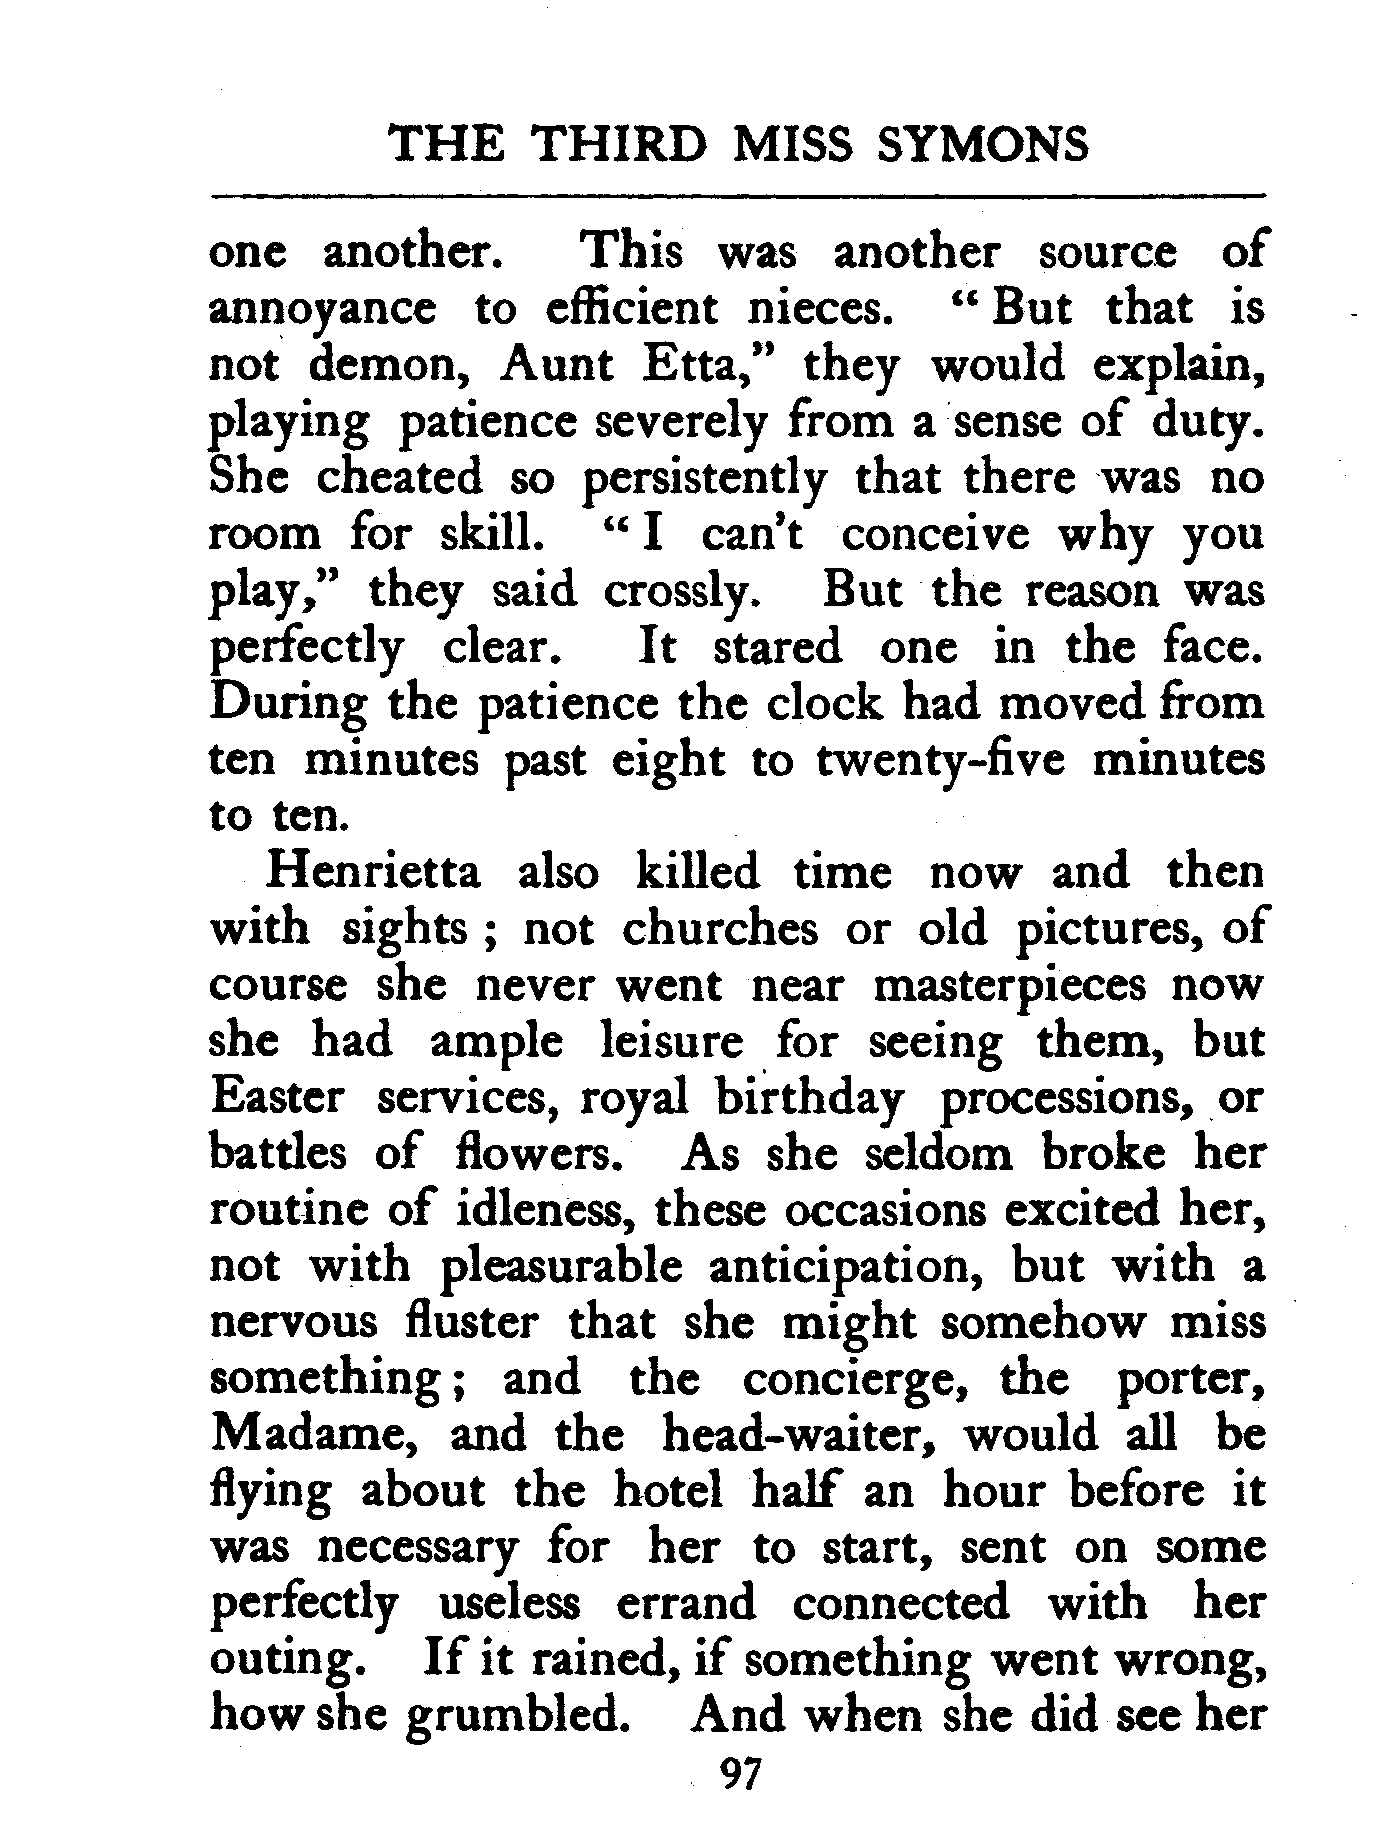 THE THIRD MISS SYMONS
one another. This was another source of
annoyance to efficient nieces. “ But that is
not demon, Aunt Etta,” they would explain,
playing patience severely from a sense of duty.
She cheated so persistently that there was no
room for skill. “ I can't conceive why you
play,” they said crossly. But the reason was
perfectly clear. It stared one in the face.
During the patience the clock had moved from
ten minutes past eight to twenty-five minutes
to ten.
Henrietta also killed time now and then
with sights ; not churches or old pictures, of
course she never went near masterpieces now
she had ample leisure for seeing them, but
Easter services, royal birthday processions, or
battles of flowers. As she seldom broke her
routine of idleness, these occasions excited her,
not with pleasurable anticipation, but with a
nervous fluster that she might somehow miss
something ; and the concierge, the porter,
Madame, and the head-waiter, would all be
flying about the hotel half an hour before it
was necessary for her to start, sent on some
perfectly useless errand connected with her
outing. If it rained, if something went wrong,
how she grumbled. And when she did see her
97